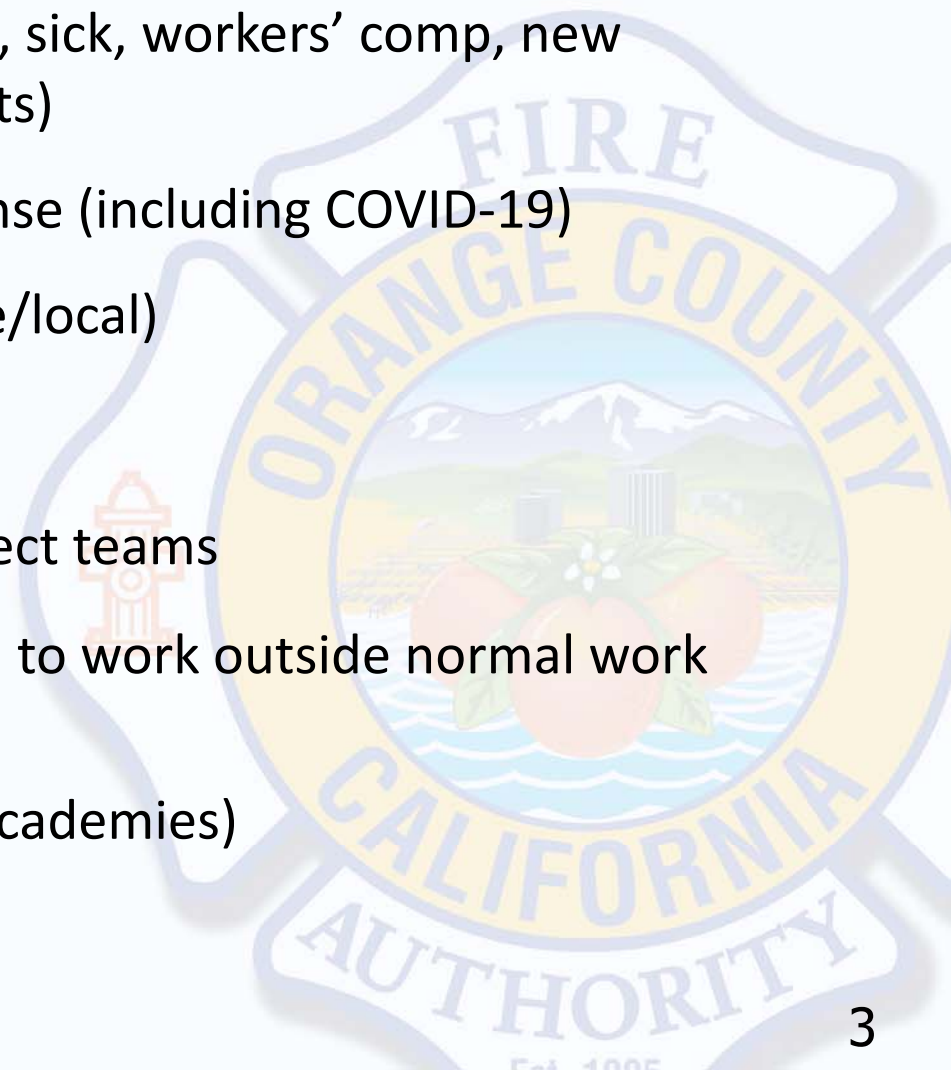 , sick, workers’ comp, new
ts)
nse (including COVID-19)
e/local)
ect teams
to work outside normal work
cademies)
FIRE
ORANGE COUNTY
CALIFORNIA
AUTHORITY
3